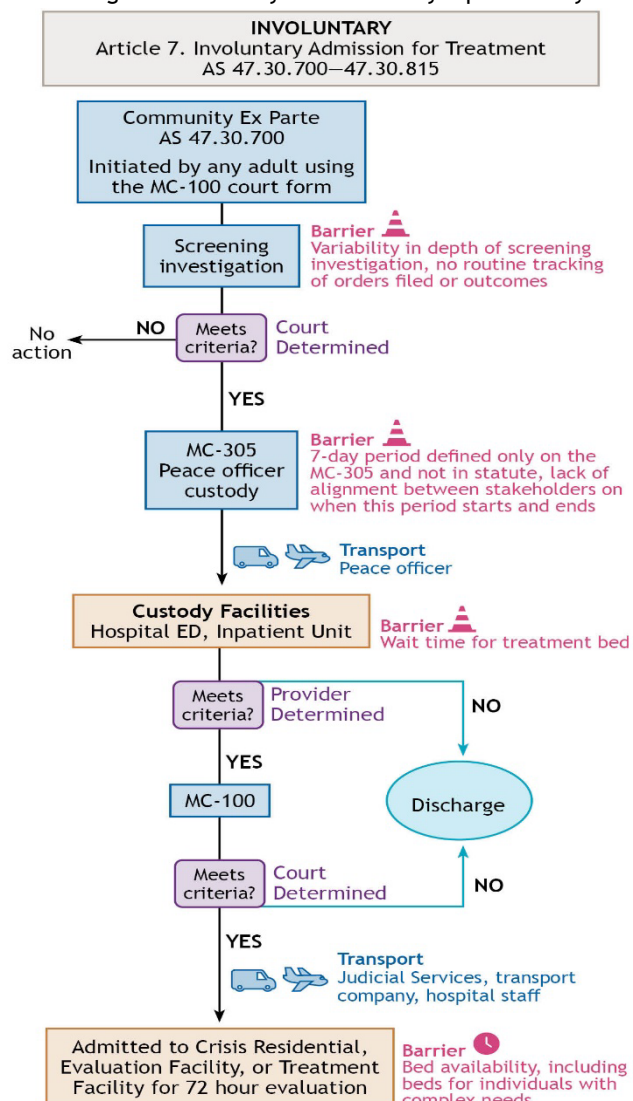 INVOLUNTARY
Article 7. Involuntary Admission for Treatment
AS 47.30.700—47.30.815
Community Ex Parte
AS 47.30.700
Initiated by any adult using
the MC-100 court form
Screening
investigation
Barrier
Variability in depth of screening
investigation, no routine tracking
of orders filed or outcomes
No
action
NO
Meets
criteria?
Court
Determined
YES
MC-305
Peace officer
custody
Barrier
7-day period defined only on the
MC-305 and not in statute, lack of
alignment between stakeholders on
when this period starts and ends
Transport
Peace officer
Custody Facilities
Hospital ED, Inpatient Unit
Barrier
Wait time for treatment bed
Meets
criteria?
Provider
Determined
NO
YES
MC-100
Discharge
Meets
criteria?
Court
Determined
NO
YES
Transport
Judicial Services, transport
company, hospital staff
Admitted to Crisis Residential,
Evaluation Facility, or Treatment
Facility for 72 hour evaluation
Barrier
Bed availability, including
beds for individuals with
complex needs